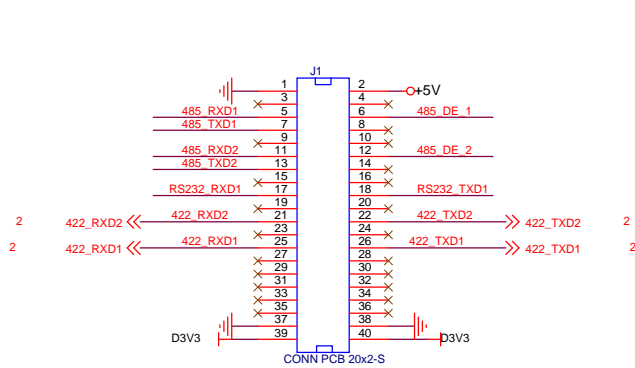 J1
1 2 +5V
3 4
485_RXD1 5 6 485_DE_1
485_TXD1 7 8
9 10
485_RXD2 11 12 485_DE_2
485_TXD2 13 14
15 16
RS232_RXD1 17 18 RS232_TXD1
19 20
2 422_RXD2 422_RXD2 21 22 422_TXD2 422_TXD2 2
23 24
2 422_RXD1 422_RXD1 25 26 422_TXD1 422_TXD1 2
27 28
29 30
31 32
33 34
35 36
37 38
D3V3 39 40 D3V3
CONN PCB 20x2-S